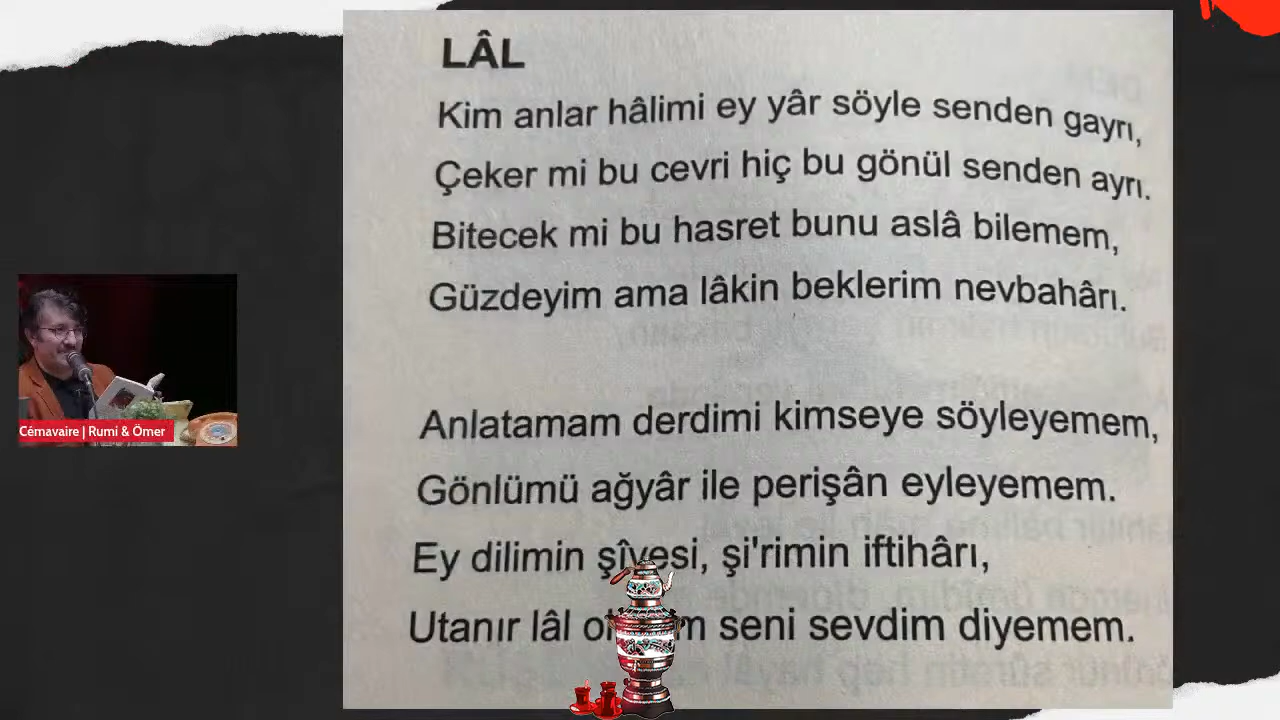 LÂL
Kim anlar hâlimi ey yâr söyle senden gayrı,
Çeker mi bu cevri hiç bu gönül senden ayrı.
Bitecek mi bu hasret bunu aslâ bilemem,
Güzdeyim ama lâkin beklerim nevbahârı.
Anlatamam derdimi kimseye söyleyemem,
Gönlümü ağyâr ile perişân eyleyemem.
Ey dilimin şîvesi, şi'rimin iftihârı,
Utanır lâl seni sevdim diyemem.
Cémavaire | Rumi & Ömer